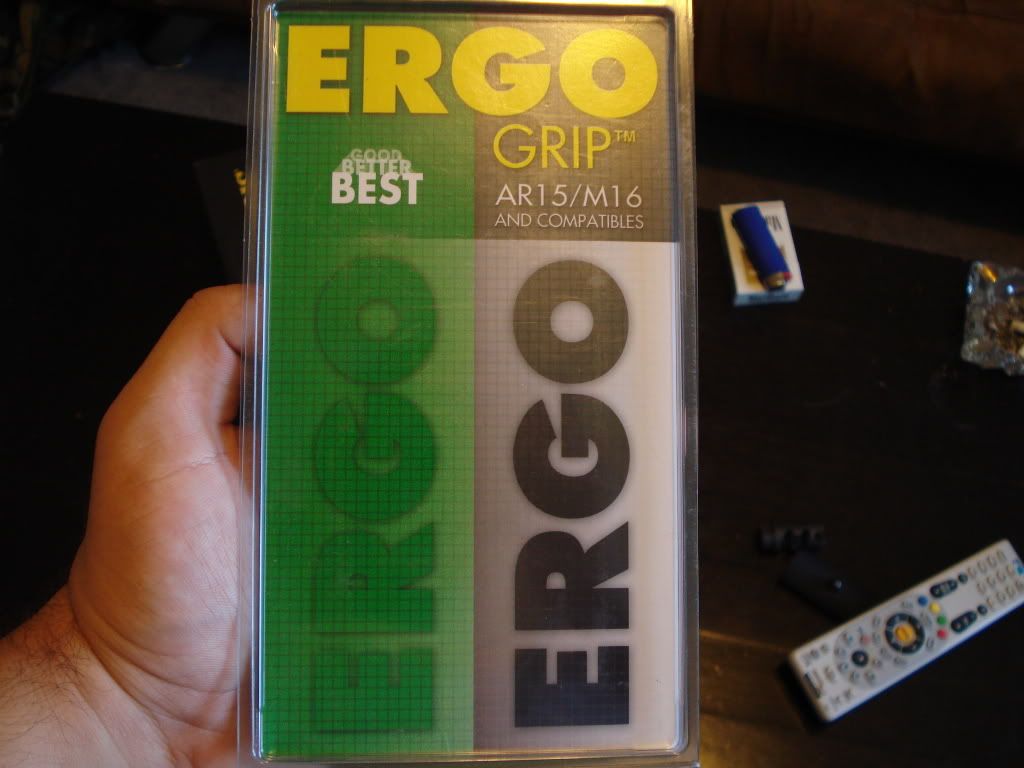 ERGO
GRIP™
GOOD
BETTER
BEST
AR15/M16
AND COMPATIBLES
ERGO
ERGO